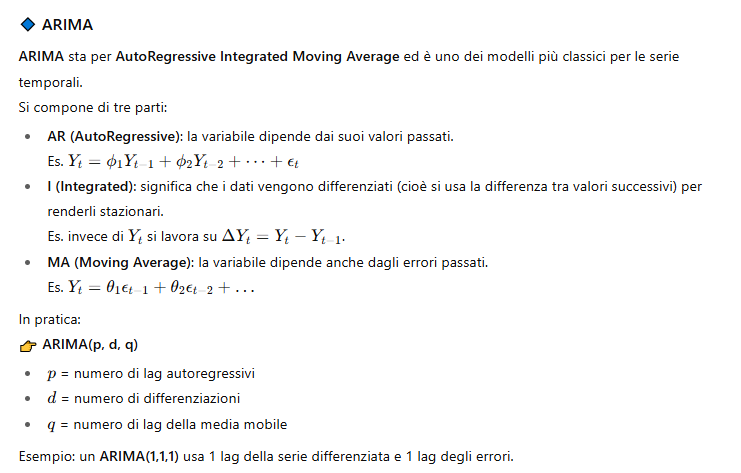 🔷 ARIMA
ARIMA sta per AutoRegressive Integrated Moving Average ed è uno dei modelli più classici per le serie
temporali.
Si compone di tre parti:
• AR (AutoRegressive): la variabile dipende dai suoi valori passati.
Es. Yₜ = ϕ₁Yₜ₋₁ + ϕ₂Yₜ₋₂ + ⋯ + ϵₜ
• I (Integrated): significa che i dati vengono differenziati (cioè si usa la differenza tra valori successivi) per
renderli stazionari.
Es. invece di Yₜ si lavora su ΔYₜ = Yₜ − Yₜ₋₁.
• MA (Moving Average): la variabile dipende anche dagli errori passati.
Es. Yₜ = θ₁ϵₜ₋₁ + θ₂ϵₜ₋₂ + …
In pratica:
👉 ARIMA(p, d, q)
• p = numero di lag autoregressivi
• d = numero di differenziazioni
• q = numero di lag della media mobile
Esempio: un ARIMA(1,1,1) usa 1 lag della serie differenziata e 1 lag degli errori.